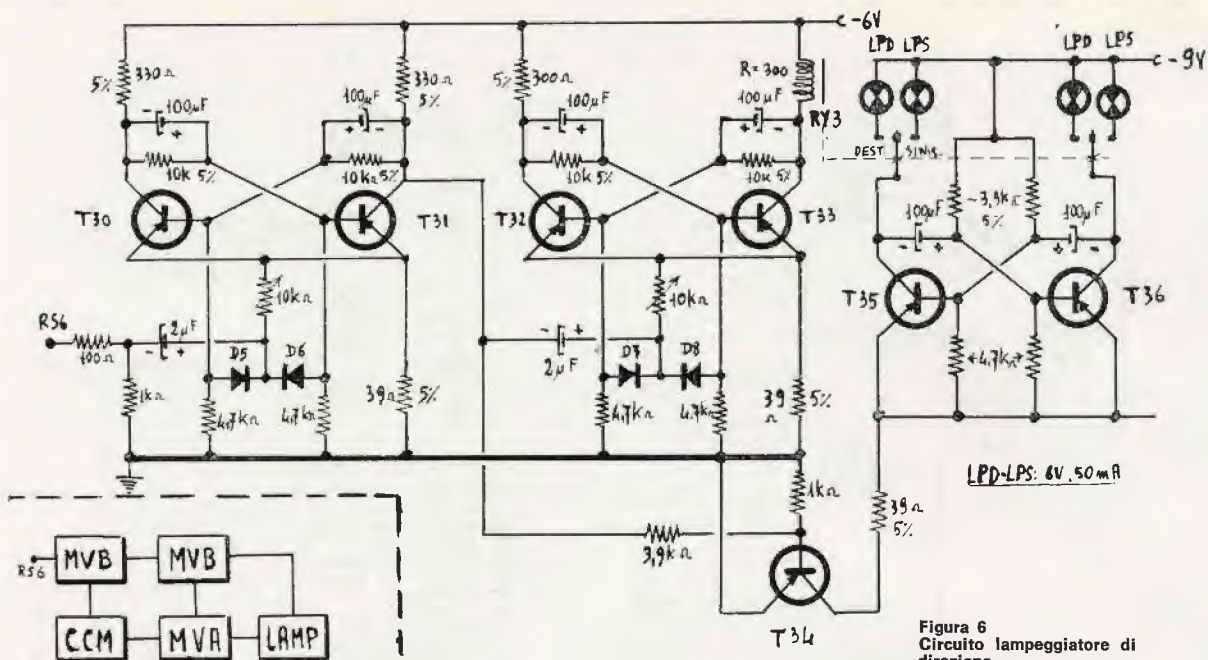 -6V
LPD LPS
LPD LPS
-9V
5% 330Ω
330Ω 5%
5% 300Ω
R=300
RY3
100µF
- +
100µF
+ -
100µF
- +
100µF
+ -
10k 5%
10kΩ 5%
10k 5%
10k 5%
DEST. SINIS.
~3,3kΩ 5%
100µF
- +
100µF
+ -
T30
T31
T32
T33
T35
T36
RS6
100Ω
2µF
- +
10kΩ
D5 D6
1kΩ
4,7kΩ
4,7kΩ
39Ω 5%
2µF
- +
10kΩ
D7 D8
4,7kΩ
4,7kΩ
39 Ω
5%
4,7kΩ
LPD-LPS: 6V.50mA
1kΩ
3,9kΩ
39Ω 5%
T34
RS6
MVB
MVB
CCM
MVA
LAMP
Figura 6
Circuito lampeggiatore di
direzione